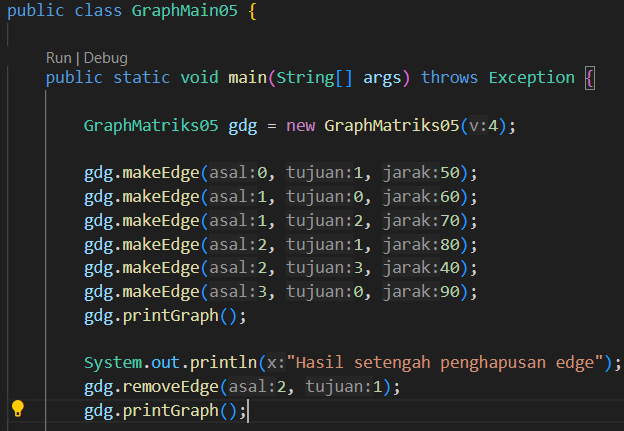 public class GraphMain05 {
Run | Debug
public static void main(String[] args) throws Exception {
GraphMatriks05 gdg = new GraphMatriks05(v:4);
gdg.makeEdge(asal:0, tujuan:1, jarak:50);
gdg.makeEdge(asal:1, tujuan:0, jarak:60);
gdg.makeEdge(asal:1, tujuan:2, jarak:70);
gdg.makeEdge(asal:2, tujuan:1, jarak:80);
gdg.makeEdge(asal:2, tujuan:3, jarak:40);
gdg.makeEdge(asal:3, tujuan:0, jarak:90);
gdg.printGraph();
System.out.println(x:"Hasil setengah penghapusan edge");
gdg.removeEdge(asal:2, tujuan:1);
gdg.printGraph();